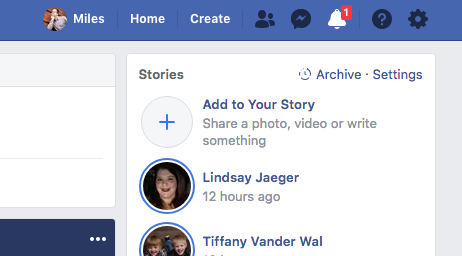 Miles Home Create 1
Stories Archive · Settings
Add to Your Story
Share a photo, video or write
something
Lindsay Jaeger
12 hours ago
Tiffany Vander Wal